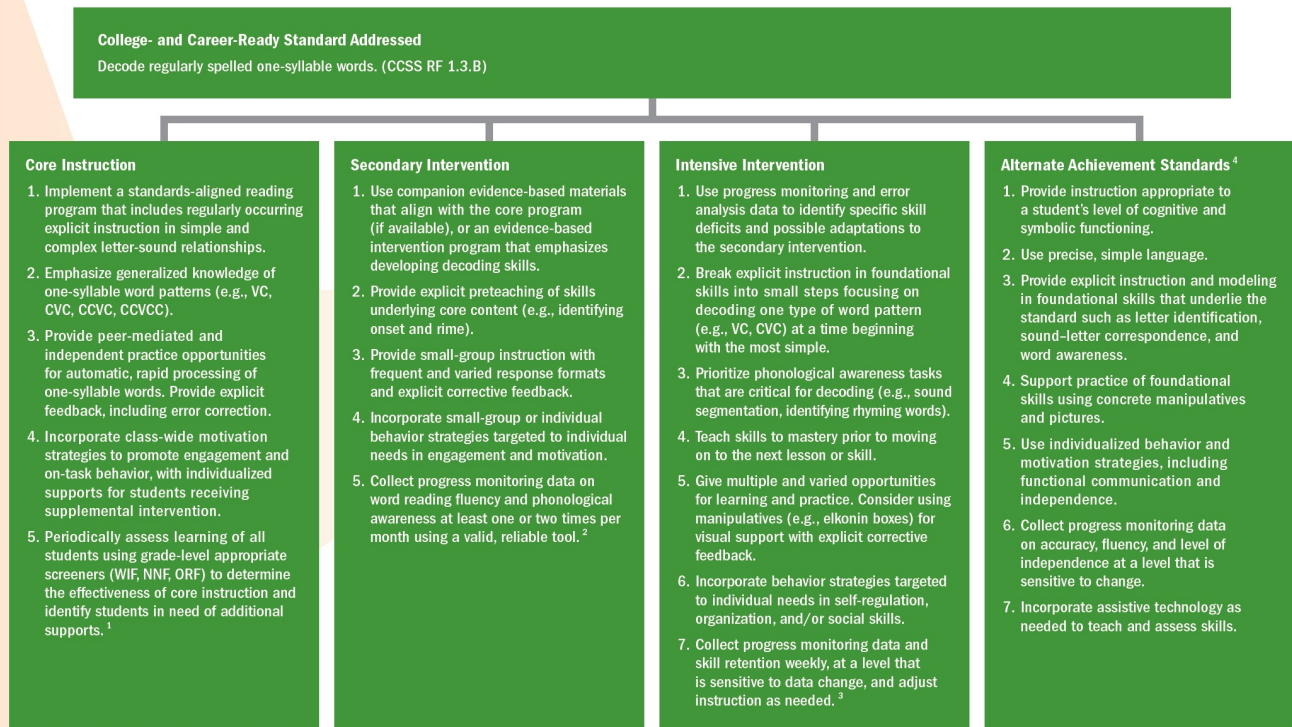 College- and Career-Ready Standard Addressed
Decode regularly spelled one-syllable words. (CCSS RF 1.3.B)
Core Instruction
1. Implement a standards-aligned reading
program that includes regularly occurring
explicit instruction in simple and
complex letter-sound relationships.
2. Emphasize generalized knowledge of
one-syllable word patterns (e.g., VC,
CVC, CCVC, CCVCC).
3. Provide peer-mediated and
independent practice opportunities
for automatic, rapid processing of
one-syllable words. Provide explicit
feedback, including error correction.
4. Incorporate class-wide motivation
strategies to promote engagement and
on-task behavior, with individualized
supports for students receiving
supplemental intervention.
5. Periodically assess learning of all
students using grade-level appropriate
screeners (WIF, NNF, ORF) to determine
the effectiveness of core instruction and
identify students in need of additional
supports. 1
Secondary Intervention
1. Use companion evidence-based materials
that align with the core program
(if available), or an evidence-based
intervention program that emphasizes
developing decoding skills.
2. Provide explicit preteaching of skills
underlying core content (e.g., identifying
onset and rime).
3. Provide small-group instruction with
frequent and varied response formats
and explicit corrective feedback.
4. Incorporate small-group or individual
behavior strategies targeted to individual
needs in engagement and motivation.
5. Collect progress monitoring data on
word reading fluency and phonological
awareness at least one or two times per
month using a valid, reliable tool. 2
Intensive Intervention
1. Use progress monitoring and error
analysis data to identify specific skill
deficits and possible adaptations to
the secondary intervention.
2. Break explicit instruction in foundational
skills into small steps focusing on
decoding one type of word pattern
(e.g., VC, CVC) at a time beginning
with the most simple.
3. Prioritize phonological awareness tasks
that are critical for decoding (e.g., sound
segmentation, identifying rhyming words).
4. Teach skills to mastery prior to moving
on to the next lesson or skill.
5. Give multiple and varied opportunities
for learning and practice. Consider using
manipulatives (e.g., elkonin boxes) for
visual support with explicit corrective
feedback.
6. Incorporate behavior strategies targeted
to individual needs in self-regulation,
organization, and/or social skills.
7. Collect progress monitoring data and
skill retention weekly, at a level that
is sensitive to data change, and adjust
instruction as needed. 3
Alternate Achievement Standards 4
1. Provide instruction appropriate to
a student's level of cognitive and
symbolic functioning.
2. Use precise, simple language.
3. Provide explicit instruction and modeling
in foundational skills that underlie the
standard such as letter identification,
sound–letter correspondence, and
word awareness.
4. Support practice of foundational
skills using concrete manipulatives
and pictures.
5. Use individualized behavior and
motivation strategies, including
functional communication and
independence.
6. Collect progress monitoring data
on accuracy, fluency, and level of
independence at a level that is
sensitive to change.
7. Incorporate assistive technology as
needed to teach and assess skills.